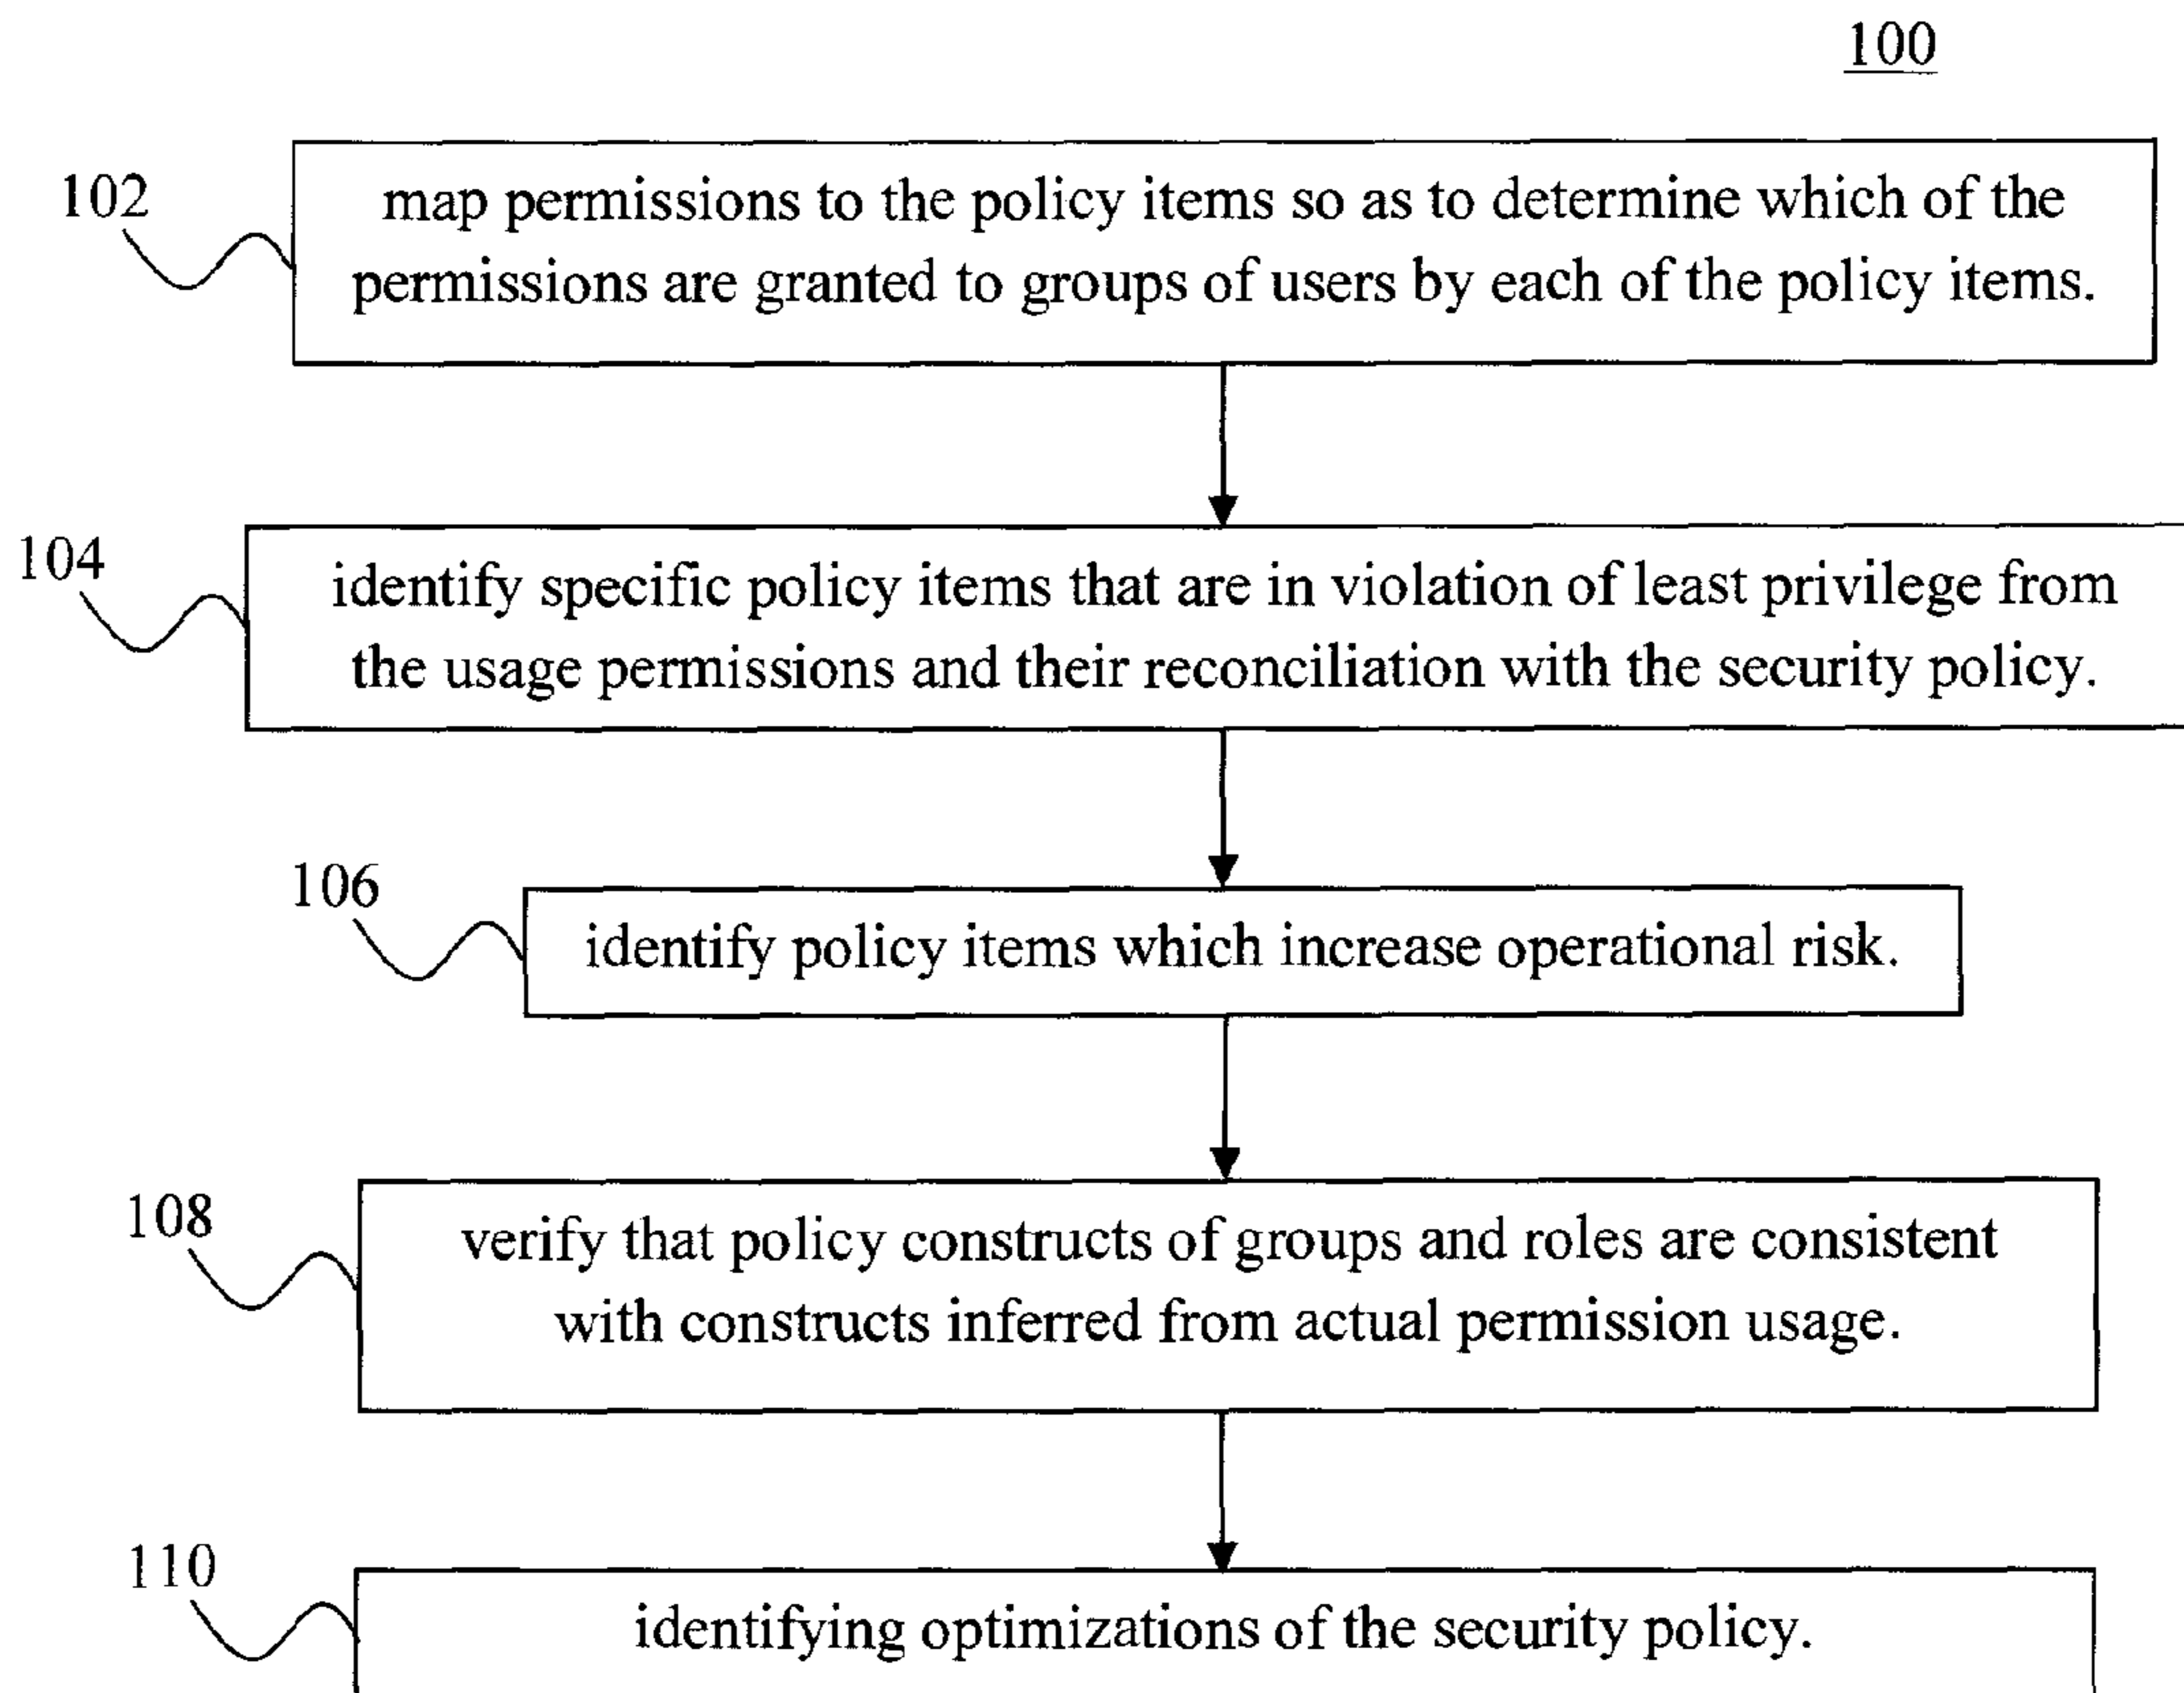 100
102
map permissions to the policy items so as to determine which of the
permissions are granted to groups of users by each of the policy items.
104
identify specific policy items that are in violation of least privilege from
the usage permissions and their reconciliation with the security policy.
106
identify policy items which increase operational risk.
108
verify that policy constructs of groups and roles are consistent
with constructs inferred from actual permission usage.
110
identifying optimizations of the security policy.